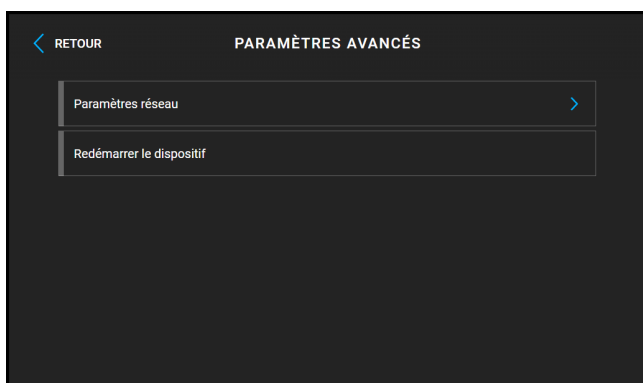 RETOUR
PARAMÈTRES AVANCÉS
Paramètres réseau
Redémarrer le dispositif